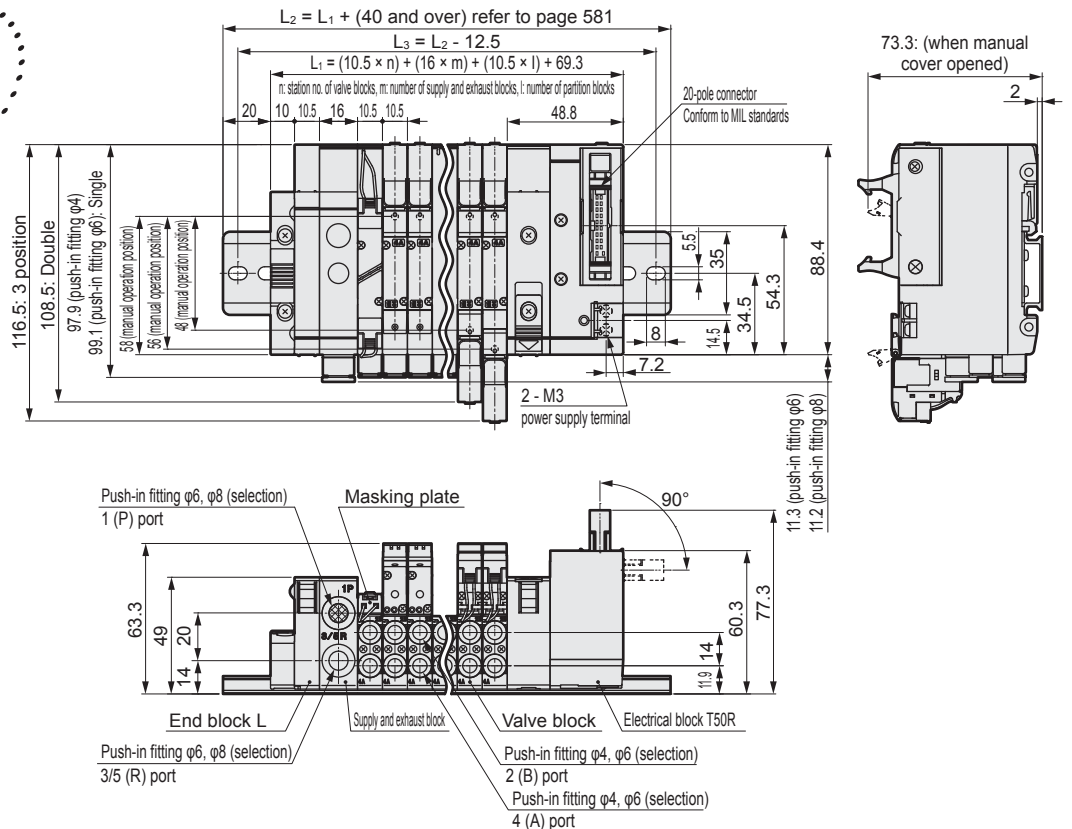 L₂ = L₁ + (40 and over) refer to page 581
L₃ = L₂ - 12.5
L₁ = (10.5 × n) + (16 × m) + (10.5 × l) + 69.3
n: station no. of valve blocks, m: number of supply and exhaust blocks, l: number of partition blocks
20
10
10.5
16
10.5
10.5
48.8
20-pole connector
Conform to MIL standards
73.3: (when manual
cover opened)
2
116.5: 3 position
108.5: Double
97.9 (push-in fitting φ4)
99.1 (push-in fitting φ6): Single
58 (manual operation position)
56 (manual operation position)
48 (manual operation position)
5.5
35
34.5
54.3
88.4
14.5
8
7.2
2 - M3
power supply terminal
11.3 (push-in fitting φ6)
11.2 (push-in fitting φ8)
Push-in fitting φ6, φ8 (selection)
1 (P) port
Masking plate
90°
63.3
49
20
14
1P
3/5R
4A
4A
4A
4A
4A
4A
14
11.9
60.3
77.3
End block L
Supply and exhaust block
Valve block
Electrical block T50R
Push-in fitting φ6, φ8 (selection)
3/5 (R) port
Push-in fitting φ4, φ6 (selection)
2 (B) port
Push-in fitting φ4, φ6 (selection)
4 (A) port